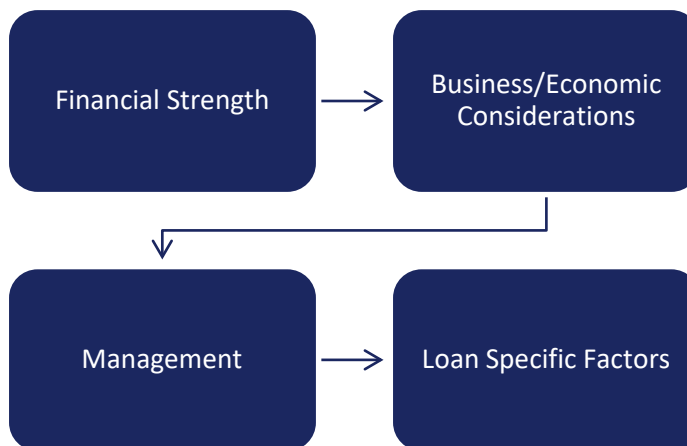 Financial Strength
Business/Economic
Considerations
Management
Loan Specific Factors